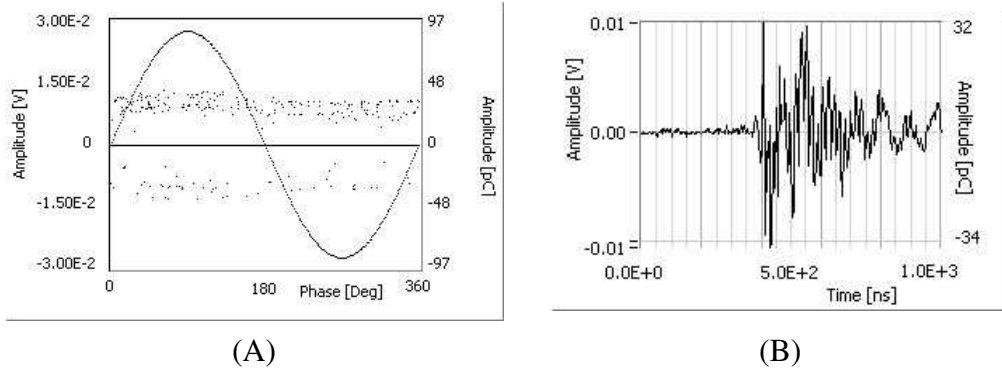 3.00E-2
1.50E-2
0
-1.50E-2
-3.00E-2
Amplitude [V]
97
48
0
-48
-97
Amplitude [pC]
0
180
360
Phase [Deg]
(A)
0.01
0.00
-0.01
Amplitude [V]
32
-34
Amplitude [pC]
0.0E+0
5.0E+2
1.0E+3
Time [ns]
(B)